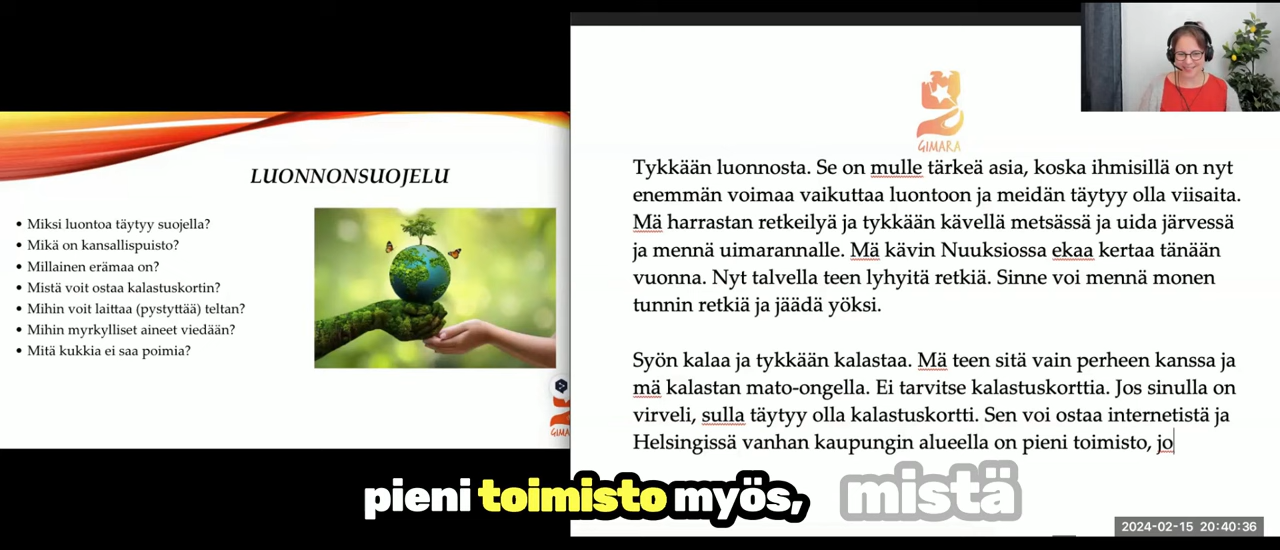 LUONNONSUOJELU
• Miksi luontoa täytyy suojella?
• Mikä on kansallispuisto?
• Millainen erämaa on?
• Mistä voit ostaa kalastuskortin?
• Mihin voit laittaa (pystyttää) teltan?
• Mihin myrkylliset aineet viedään?
• Mitä kukkia ei saa poimia?
GIMARA
Tykkään luonnosta. Se on mulle tärkeä asia, koska ihmisillä on nyt
enemmän voimaa vaikuttaa luontoon ja meidän täytyy olla viisaita.
Mä harrastan retkeilyä ja tykkään kävellä metsässä ja uida järvessä
ja mennä uimarannalle. Mä kävin Nuuksiossa ekaa kertaa tänään
vuonna. Nyt talvella teen lyhyitä retkiä. Sinne voi mennä monen
tunnin retkiä ja jäädä yöksi.
Syön kalaa ja tykkään kalastaa. Mä teen sitä vain perheen kanssa ja
mä kalastan mato-ongella. Ei tarvitse kalastuskorttia. Jos sinulla on
virveli, sulla täytyy olla kalastuskortti. Sen voi ostaa internetistä ja
Helsingissä vanhan kaupungin alueella on pieni toimisto, jo
pieni toimisto myös, mistä
2024-02-15 20:40:36